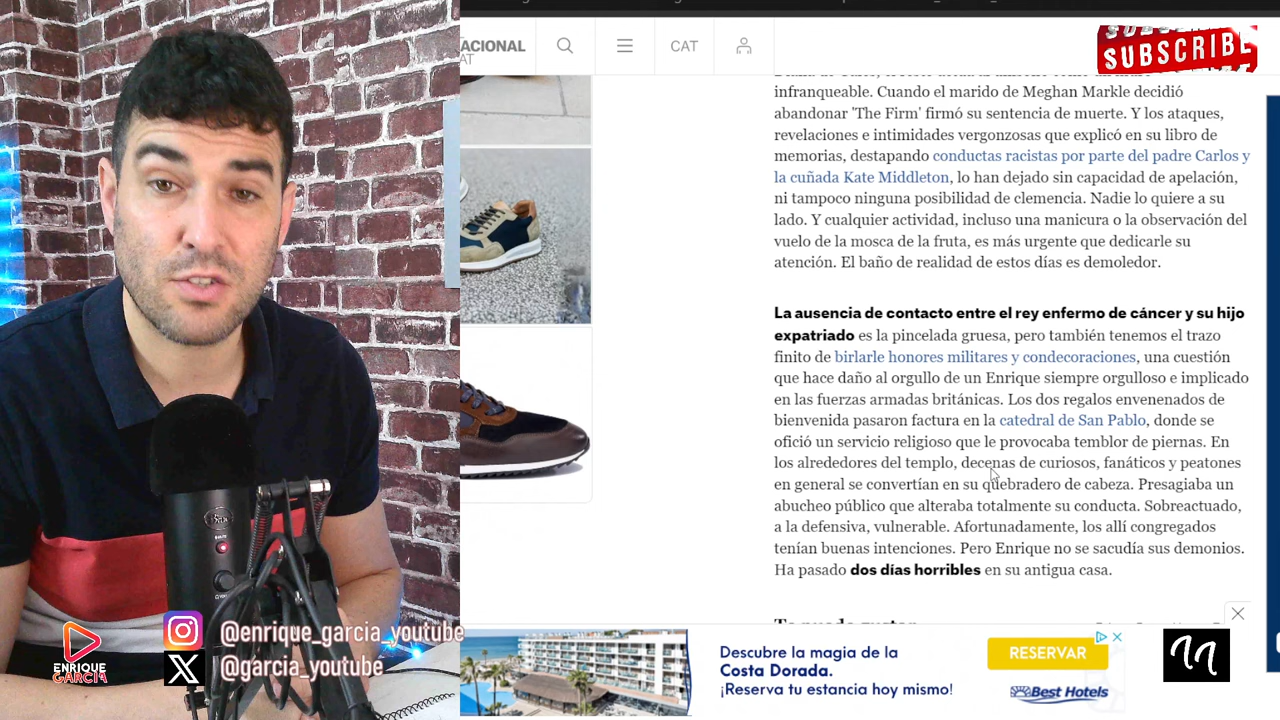 ACIONAL
AT
CAT
SUBSCRIBE
infranqueable. Cuando el marido de Meghan Markle decidió
abandonar 'The Firm' firmó su sentencia de muerte. Y los ataques,
revelaciones e intimidades vergonzosas que explicó en su libro de
memorias, destapando conductas racistas por parte del padre Carlos y
la cuñada Kate Middleton, lo han dejado sin capacidad de apelación,
ni tampoco ninguna posibilidad de clemencia. Nadie lo quiere a su
lado. Y cualquier actividad, incluso una manicura o la observación del
vuelo de la mosca de la fruta, es más urgente que dedicarle su
atención. El baño de realidad de estos días es demoledor.
La ausencia de contacto entre el rey enfermo de cáncer y su hijo
expatriado es la pincelada gruesa, pero también tenemos el trazo
finito de birlarle honores militares y condecoraciones, una cuestión
que hace daño al orgullo de un Enrique siempre orgulloso e implicado
en las fuerzas armadas británicas. Los dos regalos envenenados de
bienvenida pasaron factura en la catedral de San Pablo, donde se
ofició un servicio religioso que le provocaba temblor de piernas. En
los alrededores del templo, decenas de curiosos, fanáticos y peatones
en general se convertían en su quebradero de cabeza. Presagiaba un
abucheo público que alteraba totalmente su conducta. Sobreactuado,
a la defensiva, vulnerable. Afortunadamente, los allí congregados
tenían buenas intenciones. Pero Enrique no se sacudía sus demonios.
Ha pasado dos días horribles en su antigua casa.
ENRIQUE
GARCIA
@enrique_garcia_youtube
@garcia_youtube
Descubre la magia de la
Costa Dorada.
¡Reserva tu estancia hoy mismo!
RESERVAR
Best Hotels